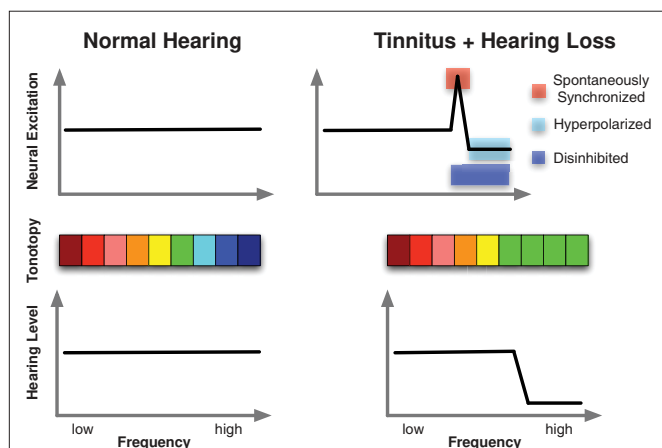 Normal Hearing
Tinnitus + Hearing Loss
Neural Excitation
Spontaneously
Synchronized
Hyperpolarized
Disinhibited
Tonotopy
Hearing Level
low
high
Frequency
low
high
Frequency